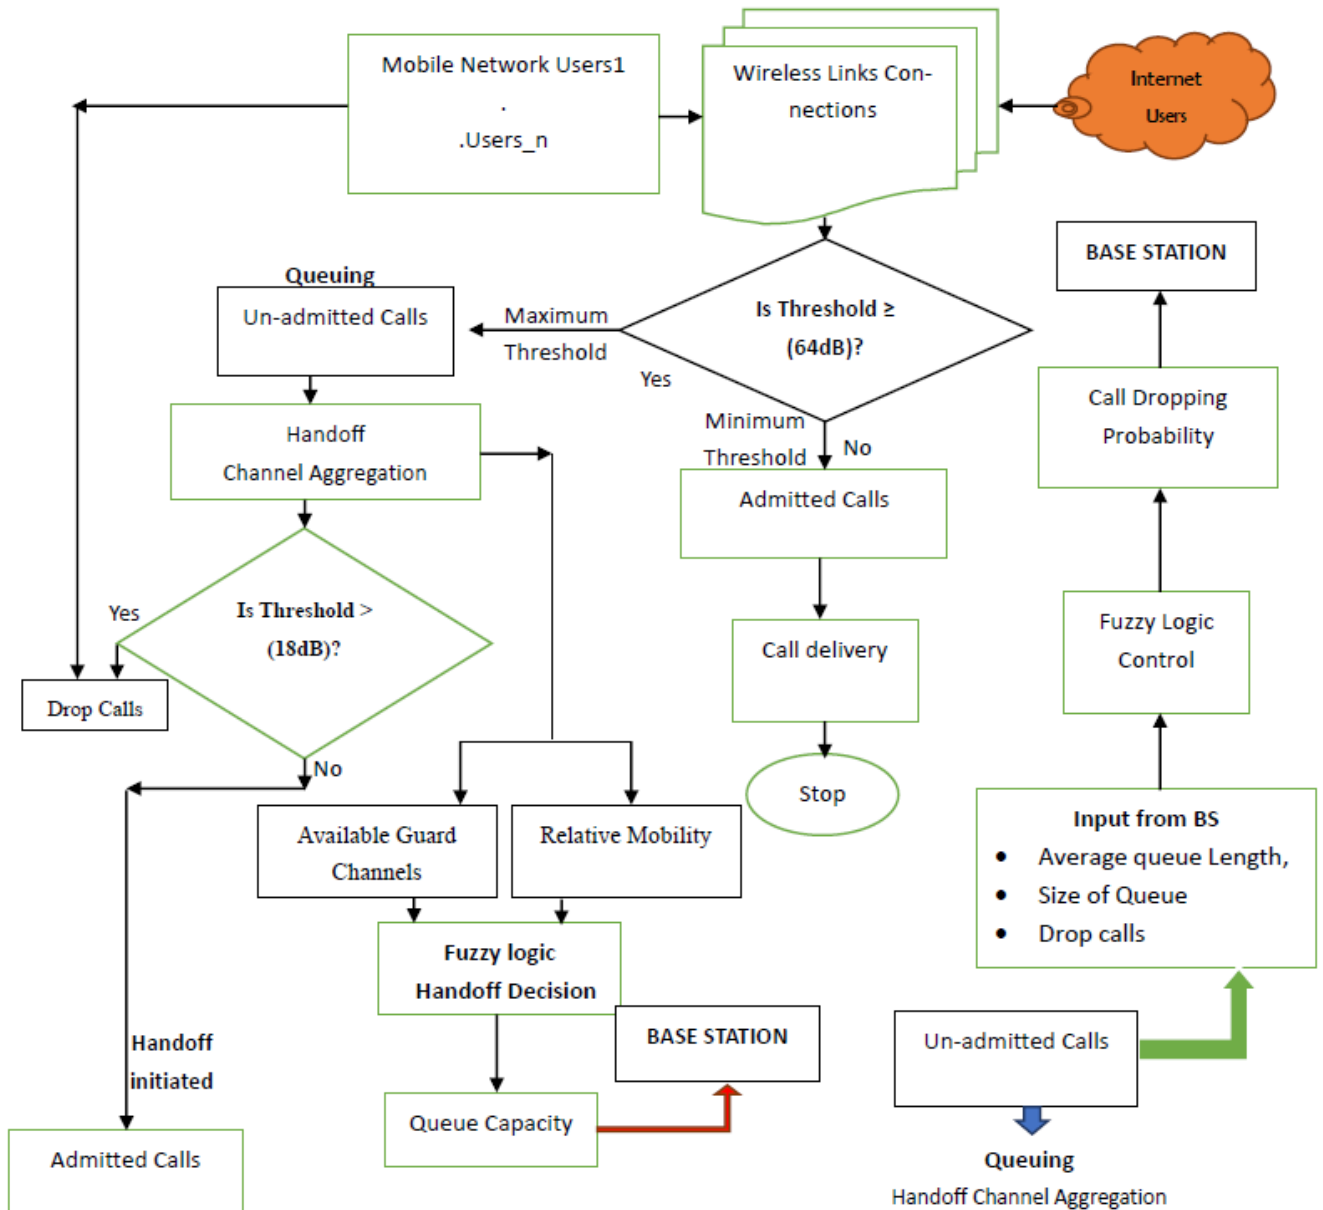 Mobile Network Users1
.
.Users_n
Wireless Links Con-
nections
Internet
Users
BASE STATION
Queuing
Un-admitted Calls
Maximum
Threshold
Is Threshold ≥
(64dB)?
Yes
Minimum
Threshold
No
Call Dropping
Probability
Handoff
Channel Aggregation
Admitted Calls
Yes
Is Threshold >
(18dB)?
Drop Calls
Call delivery
Fuzzy Logic
Control
No
Stop
Available Guard
Channels
Relative Mobility
Input from BS
• Average queue Length,
• Size of Queue
• Drop calls
Fuzzy logic
Handoff Decision
BASE STATION
Un-admitted Calls
Handoff
initiated
Queue Capacity
Admitted Calls
Queuing
Handoff Channel Aggregation